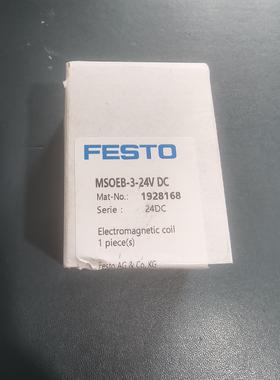 FESTO
MSOEB-3-24V DC
Mat-No.: 1928168
Serie : 24DC
Electromagnetic coil
1 piece(s)
Festo AG & Co. KG